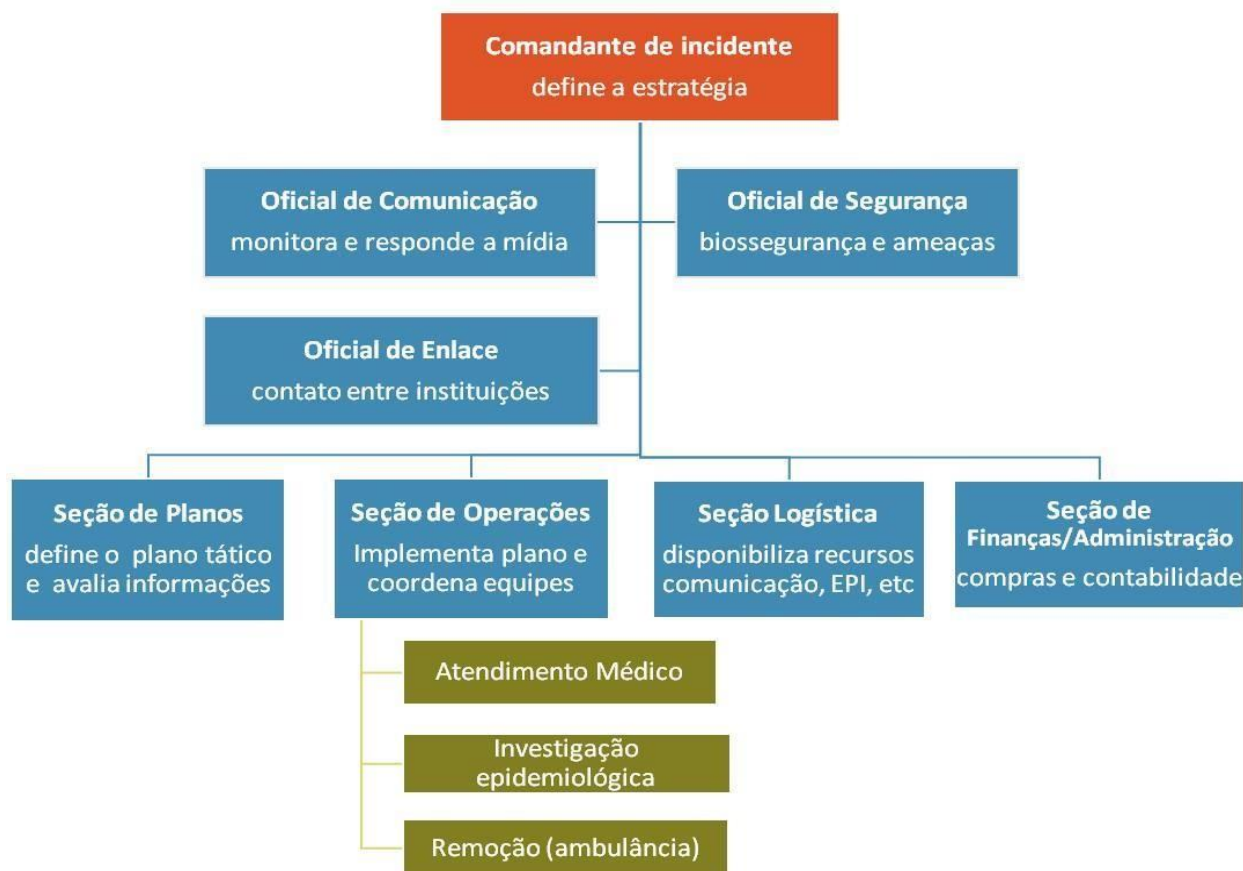 Comandante de incidente
define a estratégia
Oficial de Comunicação
monitora e responde a mídia
Oficial de Segurança
biossegurança e ameaças
Oficial de Enlace
contato entre instituições
Seção de Planos
define o plano tático
e avalia informações
Seção de Operações
Implementa plano e
coordena equipes
Seção Logística
disponibiliza recursos
comunicação, EPI, etc
Seção de
Finanças/Administração
compras e contabilidade
Atendimento Médico
Investigação
epidemiológica
Remoção (ambulância)